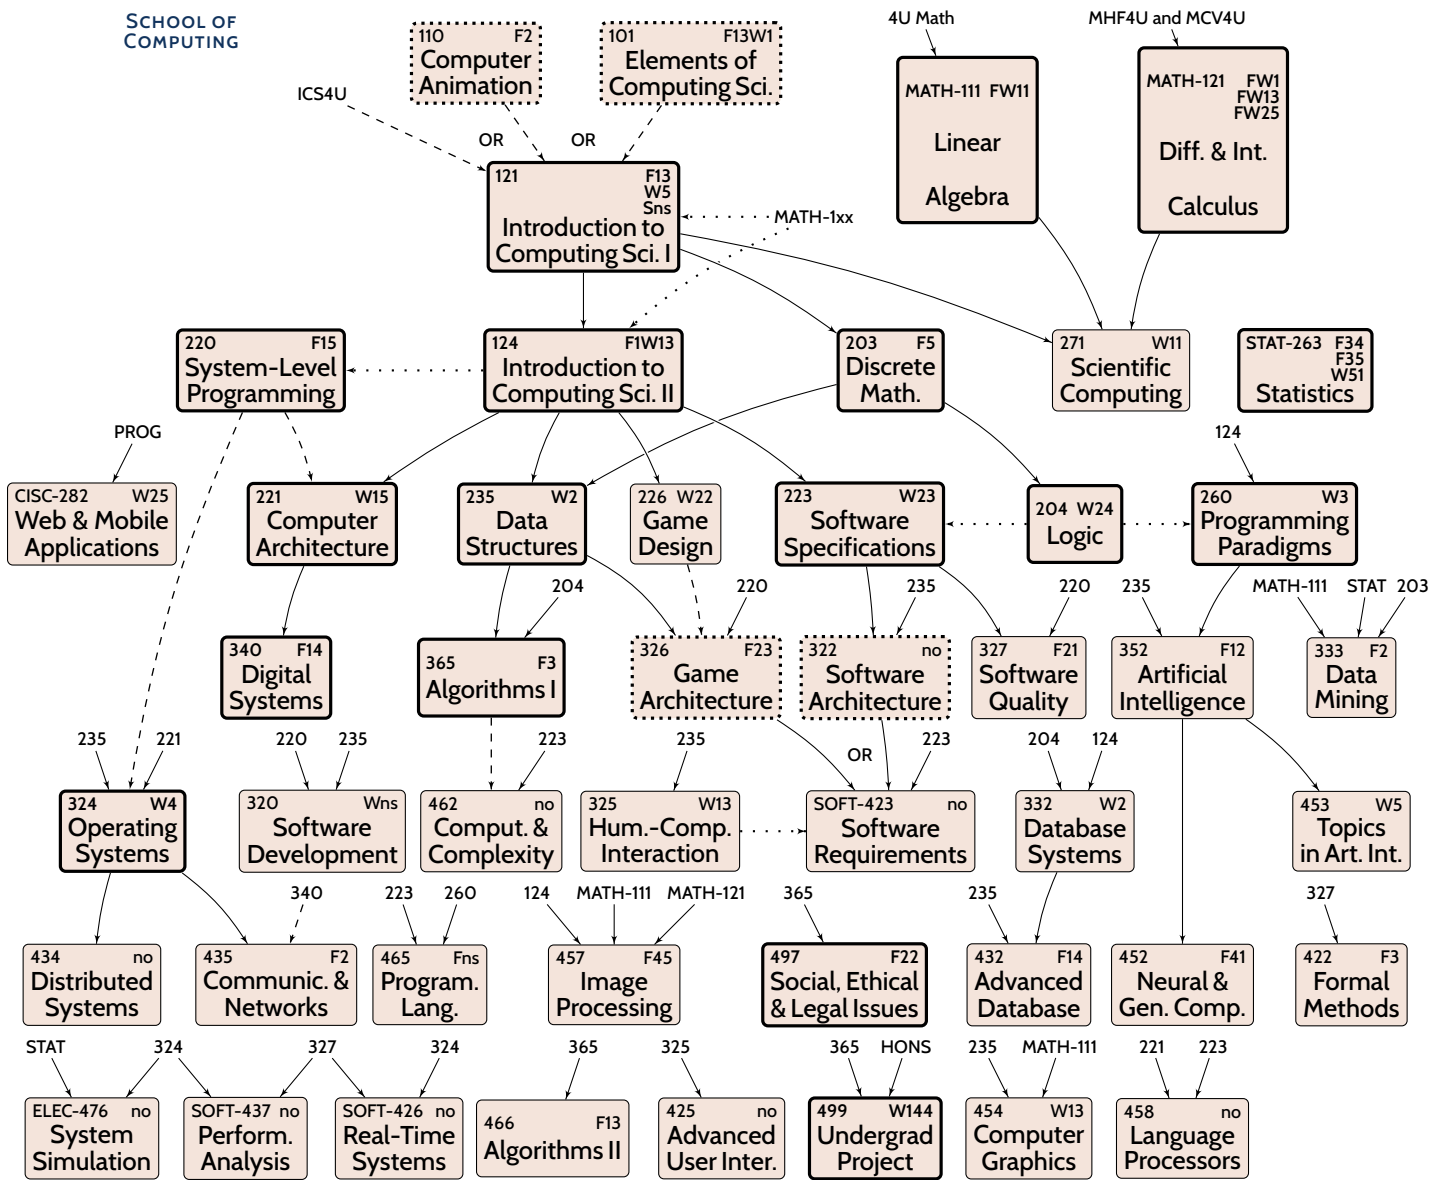 SCHOOL OF
COMPUTING
110 F2
Computer
Animation
101 F13W1
Elements of
Computing Sci.
4U Math
MHF4U and MCV4U
ICS4U
OR
OR
MATH-111 FW11
Linear
Algebra
MATH-121 FW1
FW13
FW25
Diff. & Int.
Calculus
121 F13
W5
Sns
Introduction to
Computing Sci. I
MATH-1xx
220 F15
System-Level
Programming
124 F1W13
Introduction to
Computing Sci. II
203 F5
Discrete
Math.
271 W11
Scientific
Computing
STAT-263 F34
F35
W51
Statistics
PROG
124
CISC-282 W25
Web & Mobile
Applications
221 W15
Computer
Architecture
235 W2
Data
Structures
226 W22
Game
Design
223 W23
Software
Specifications
204 W24
Logic
260 W3
Programming
Paradigms
204
220
235
220
235
MATH-111
STAT
203
340 F14
Digital
Systems
365 F3
Algorithms I
326 F23
Game
Architecture
322 no
Software
Architecture
327 F21
Software
Quality
352 F12
Artificial
Intelligence
333 F2
Data
Mining
235
221
220
235
223
235
OR
223
204
124
324 W4
Operating
Systems
320 Wns
Software
Development
462 no
Comput. &
Complexity
325 W13
Hum.-Comp.
Interaction
SOFT-423 no
Software
Requirements
332 W2
Database
Systems
453 W5
Topics
in Art. Int.
340
223
260
124
MATH-111
MATH-121
365
235
327
434 no
Distributed
Systems
435 F2
Communic. &
Networks
465 Fns
Program.
Lang.
457 F45
Image
Processing
497 F22
Social, Ethical
& Legal Issues
432 F14
Advanced
Database
452 F41
Neural &
Gen. Comp.
422 F3
Formal
Methods
STAT
324
327
324
365
325
365
HONS
235
MATH-111
221
223
ELEC-476 no
System
Simulation
SOFT-437 no
Perform.
Analysis
SOFT-426 no
Real-Time
Systems
466 F13
Algorithms II
425 no
Advanced
User Inter.
499 W144
Undergrad
Project
454 W13
Computer
Graphics
458 no
Language
Processors